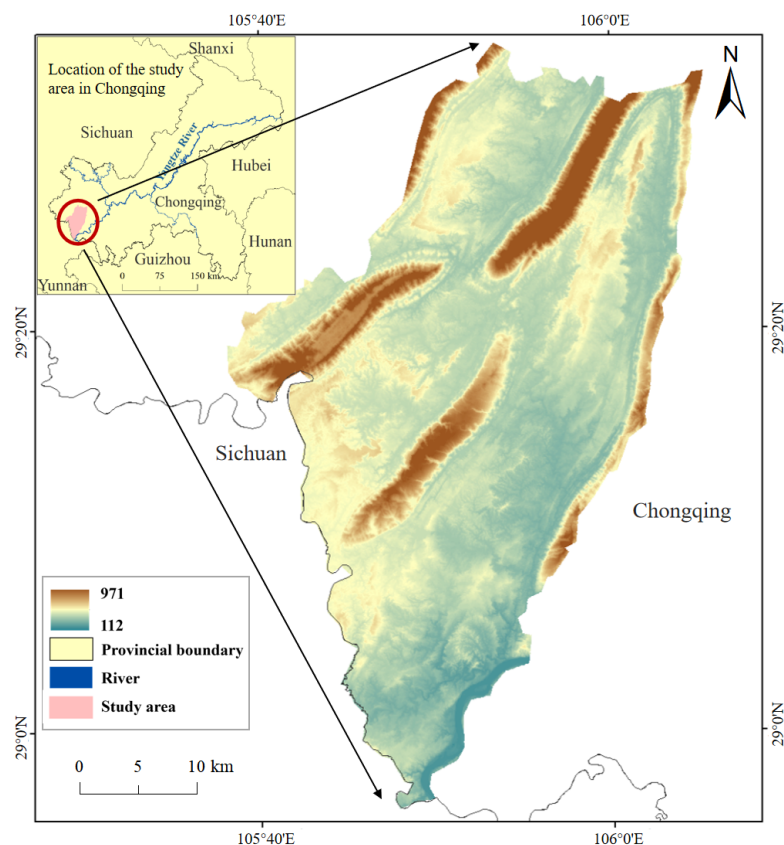 105°40'E
106°0'E
Shanxi
Location of the study
area in Chongqing
Sichuan
Yangtze River
Hubei
Chongqing
Hunan
Guizhou
0 75 150 km
Yunnan
N
29°20'N
29°20'N
Sichuan
Chongqing
971
112
Provincial boundary
River
Study area
29°0'N
29°0'N
0 5 10 km
105°40'E
106°0'E